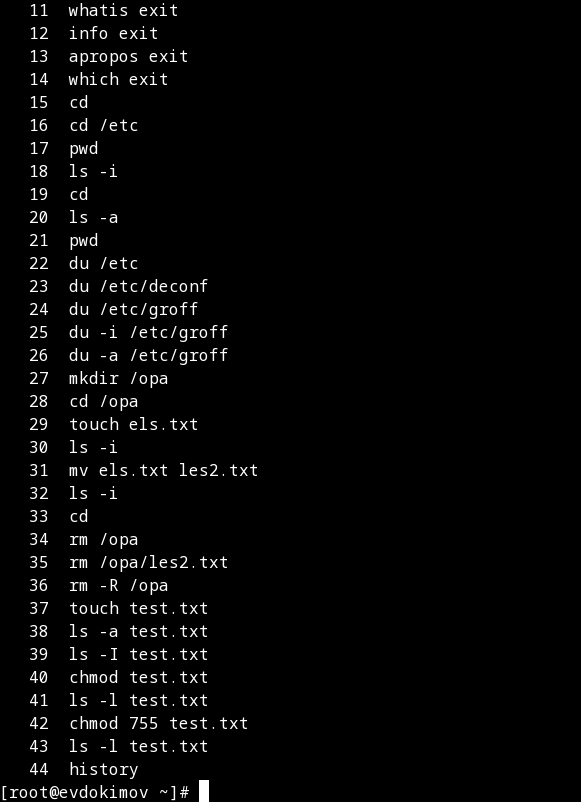 11 whatis exit
12 info exit
13 apropos exit
14 which exit
15 cd
16 cd /etc
17 pwd
18 ls -i
19 cd
20 ls -a
21 pwd
22 du /etc
23 du /etc/deconf
24 du /etc/groff
25 du -i /etc/groff
26 du -a /etc/groff
27 mkdir /opa
28 cd /opa
29 touch els.txt
30 ls -i
31 mv els.txt les2.txt
32 ls -i
33 cd
34 rm /opa
35 rm /opa/les2.txt
36 rm -R /opa
37 touch test.txt
38 ls -a test.txt
39 ls -I test.txt
40 chmod test.txt
41 ls -l test.txt
42 chmod 755 test.txt
43 ls -l test.txt
44 history
[root@evdokimov ~]#